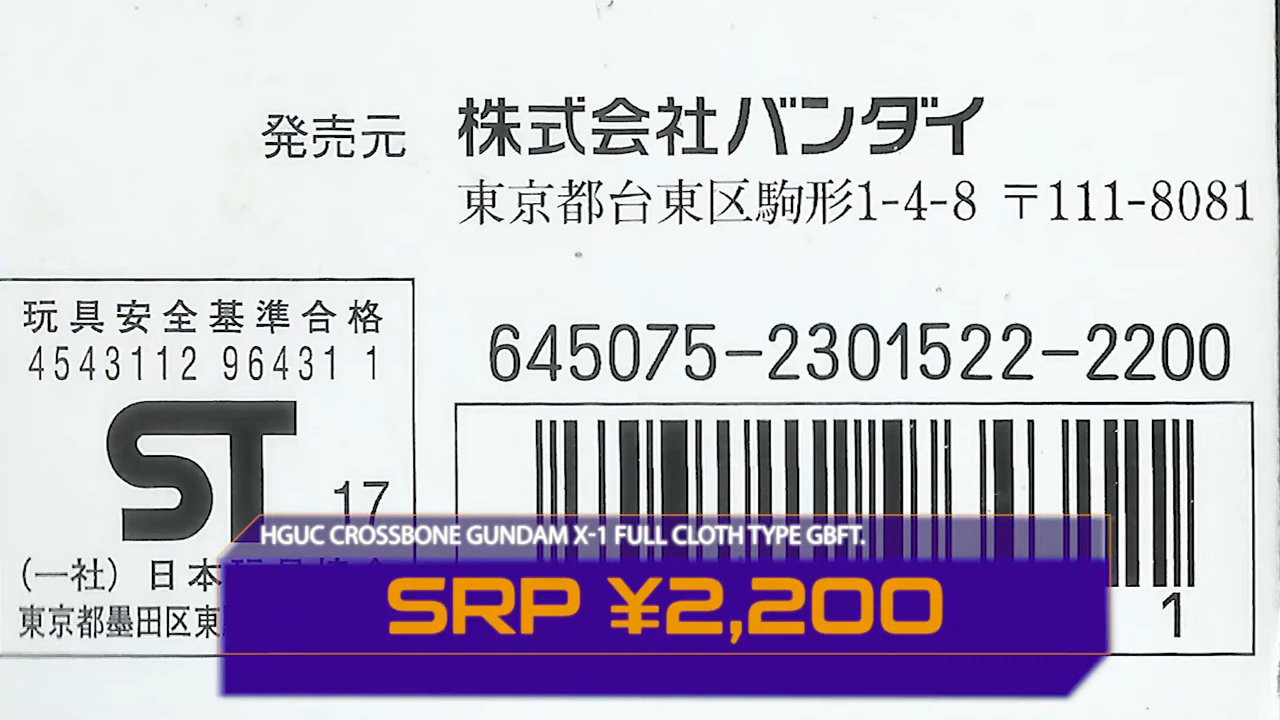 発売元 株式会社バンダイ
東京都台東区駒形1-4-8 〒111-8081
玩具安全基準合格
4543112 96431 1
ST 17
(一社) 日本
東京都墨田区東
645075-2301522-2200
1
HGUC CROSSBONE GUNDAM X-1 FULL CLOTH TYPE GBFT.
SRP ¥2,200